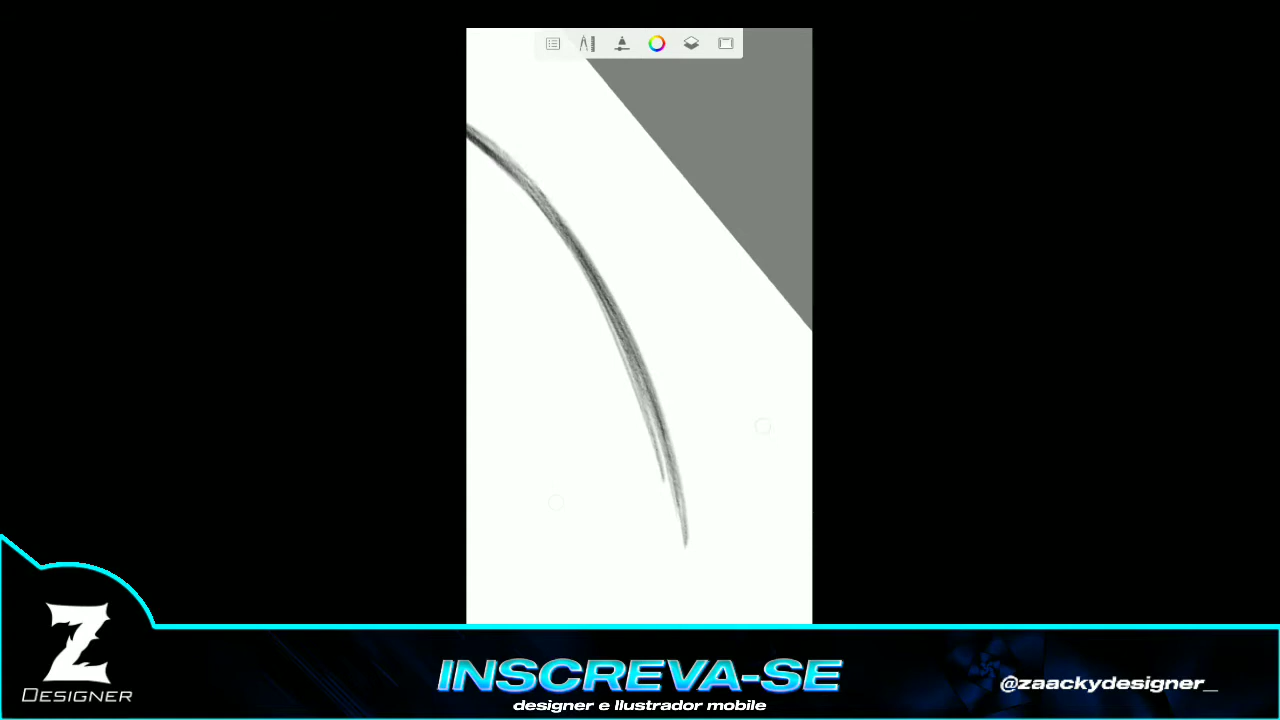 Z
DESIGNER
INSCREVA-SE
designer e Ilustrador mobile
@zaackydesigner_